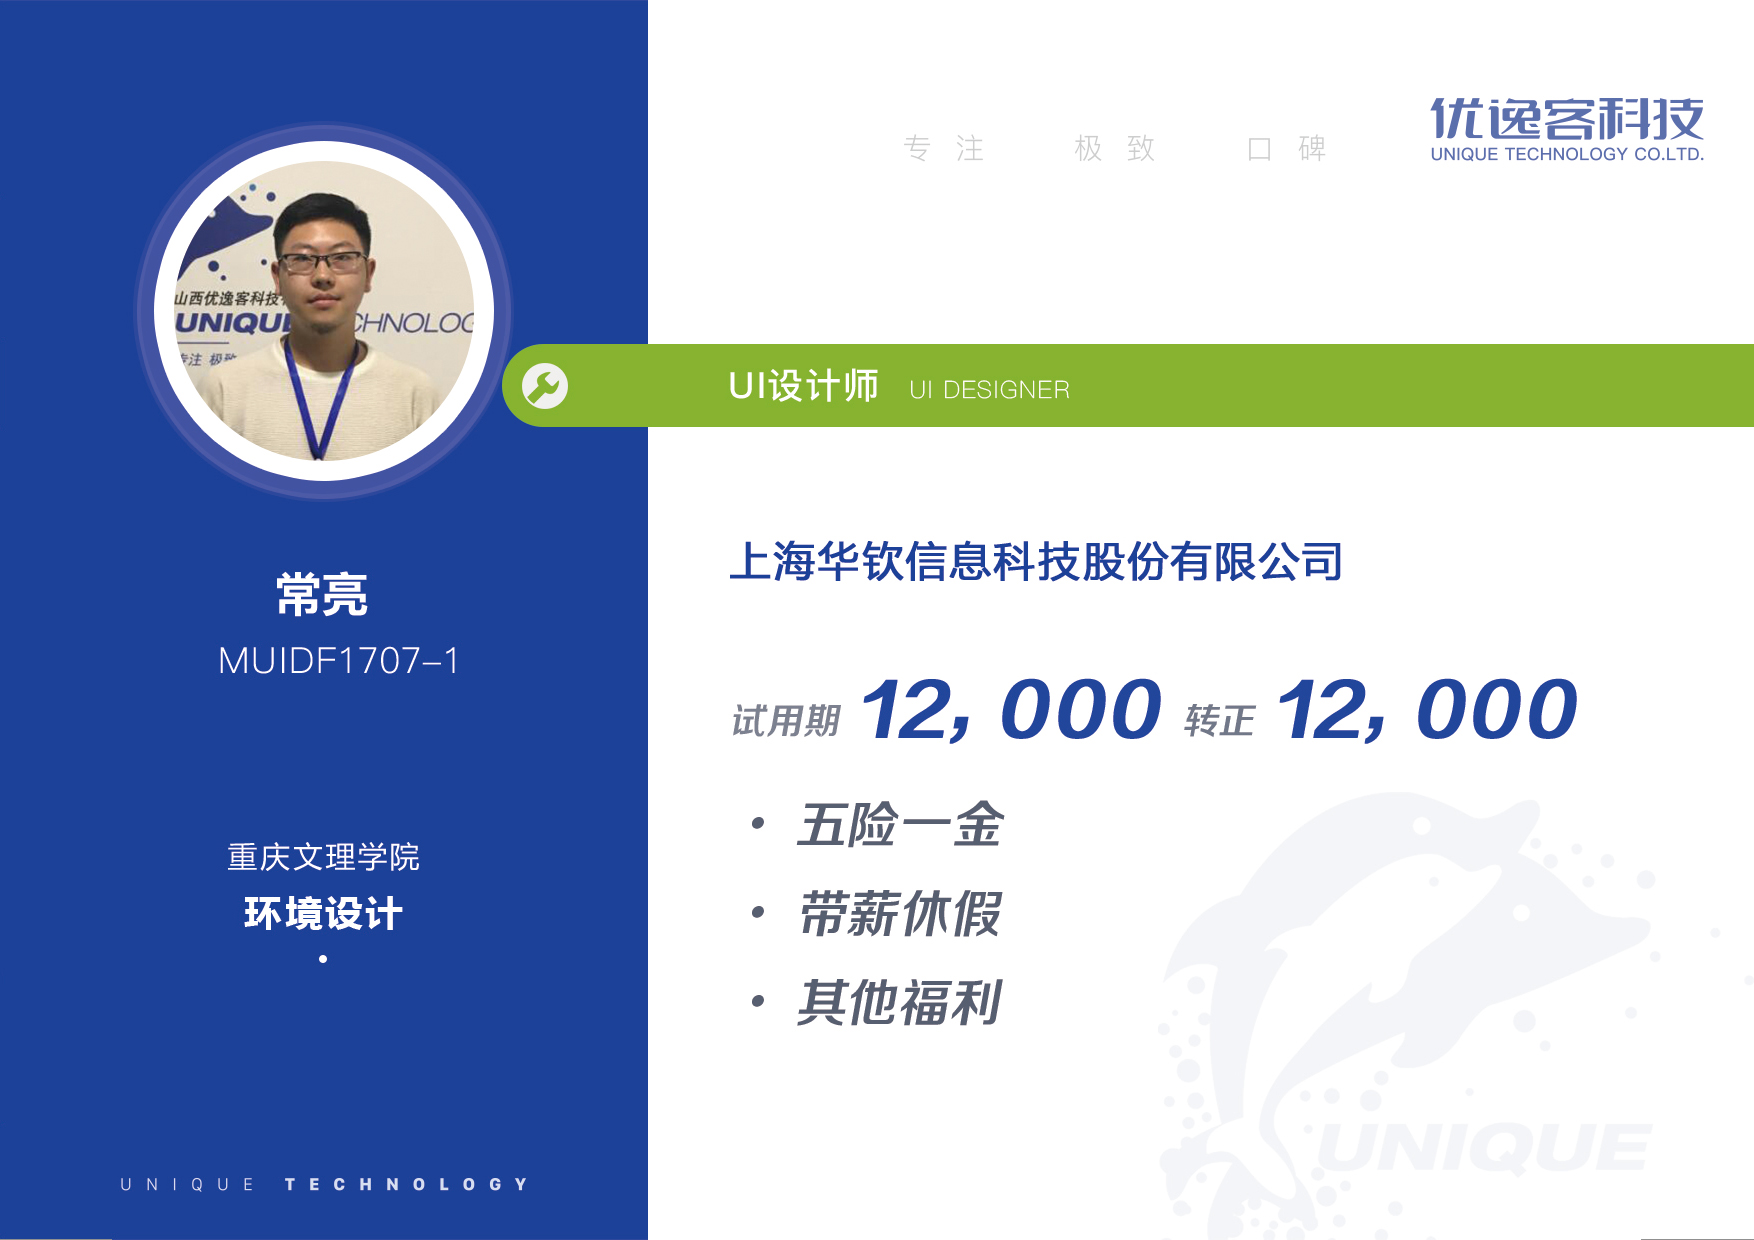 专注 极致 口碑
优逸客科技
UNIQUE TECHNOLOGY CO.LTD.
山西优逸客科技
UNIQUE TECHNOLOG
专注 极致
UI设计师 UI DESIGNER
常亮
MUIDF1707–1
重庆文理学院
环境设计
UNIQUE TECHNOLOGY
上海华钦信息科技股份有限公司
试用期 12，000 转正 12，000
• 五险一金
• 带薪休假
• 其他福利
UNIQUE